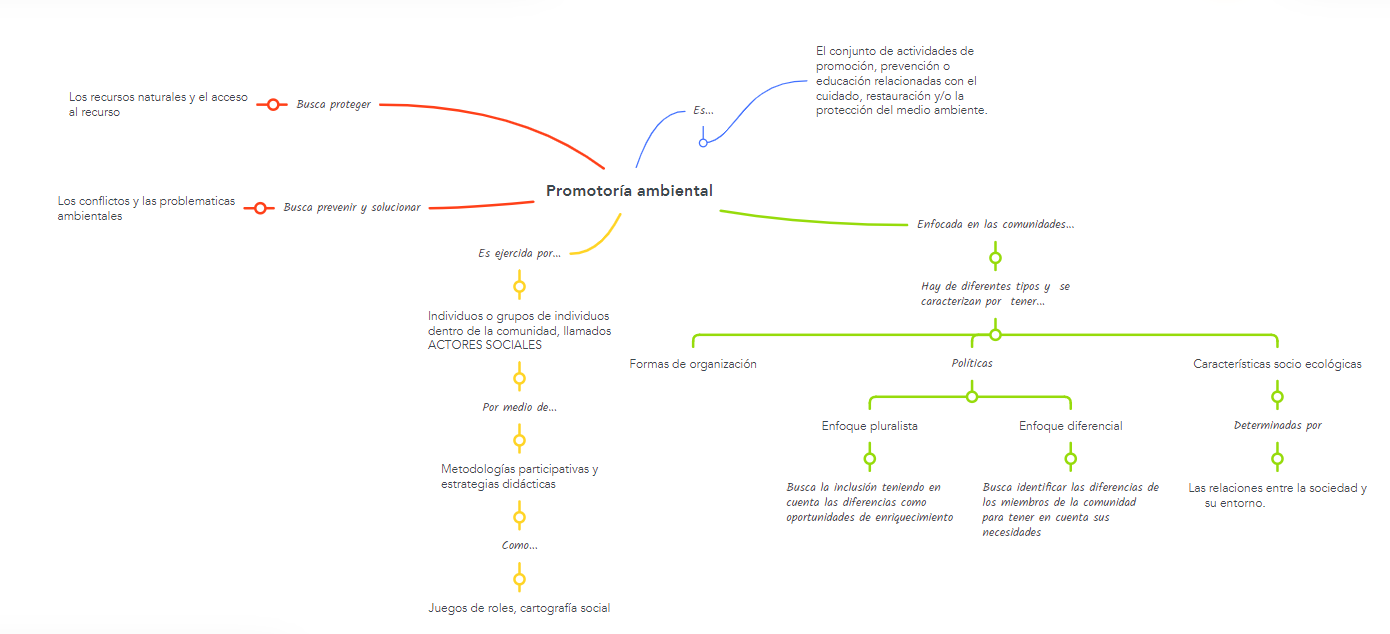 El conjunto de actividades de
promoción, prevención o
educación relacionadas con el
cuidado, restauración y/o la
protección del medio ambiente.
Es...
Los recursos naturales y el acceso
al recurso
Busca proteger
Promotoría ambiental
Los conflictos y las problematicas
ambientales
Busca prevenir y solucionar
Es ejercida por...
Individuos o grupos de individuos
dentro de la comunidad, llamados
ACTORES SOCIALES
Por medio de...
Metodologías participativas y
estrategias didácticas
Como...
Juegos de roles, cartografía social
Enfocada en las comunidades...
Hay de diferentes tipos y se
caracterizan por tener...
Formas de organización
Políticas
Características socio ecológicas
Enfoque pluralista
Enfoque diferencial
Determinadas por
Busca la inclusión teniendo en
cuenta las diferencias como
oportunidades de enriquecimiento
Busca identificar las diferencias de
los miembros de la comunidad
para tener en cuenta sus
necesidades
Las relaciones entre la sociedad y
su entorno.